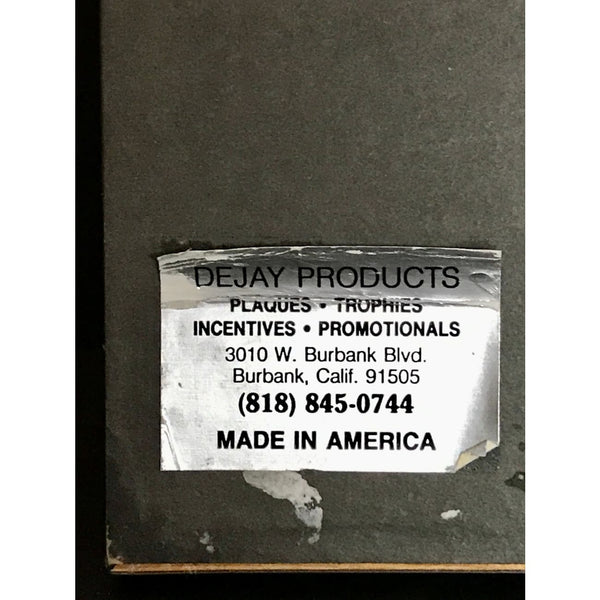 DEJAY PRODUCTS
PLAQUES • TROPHIES
INCENTIVES • PROMOTIONALS
3010 W. Burbank Blvd.
Burbank, Calif. 91505
(818) 845-0744
MADE IN AMERICA